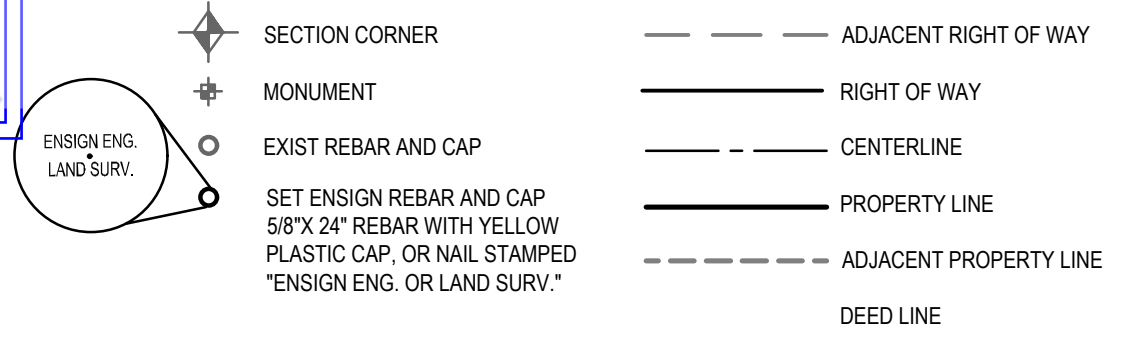 SECTION CORNER
MONUMENT
ENSIGN ENG.
LAND SURV.
EXIST REBAR AND CAP
SET ENSIGN REBAR AND CAP
5/8"X 24" REBAR WITH YELLOW
PLASTIC CAP, OR NAIL STAMPED
"ENSIGN ENG. OR LAND SURV."
ADJACENT RIGHT OF WAY
RIGHT OF WAY
CENTERLINE
PROPERTY LINE
ADJACENT PROPERTY LINE
DEED LINE